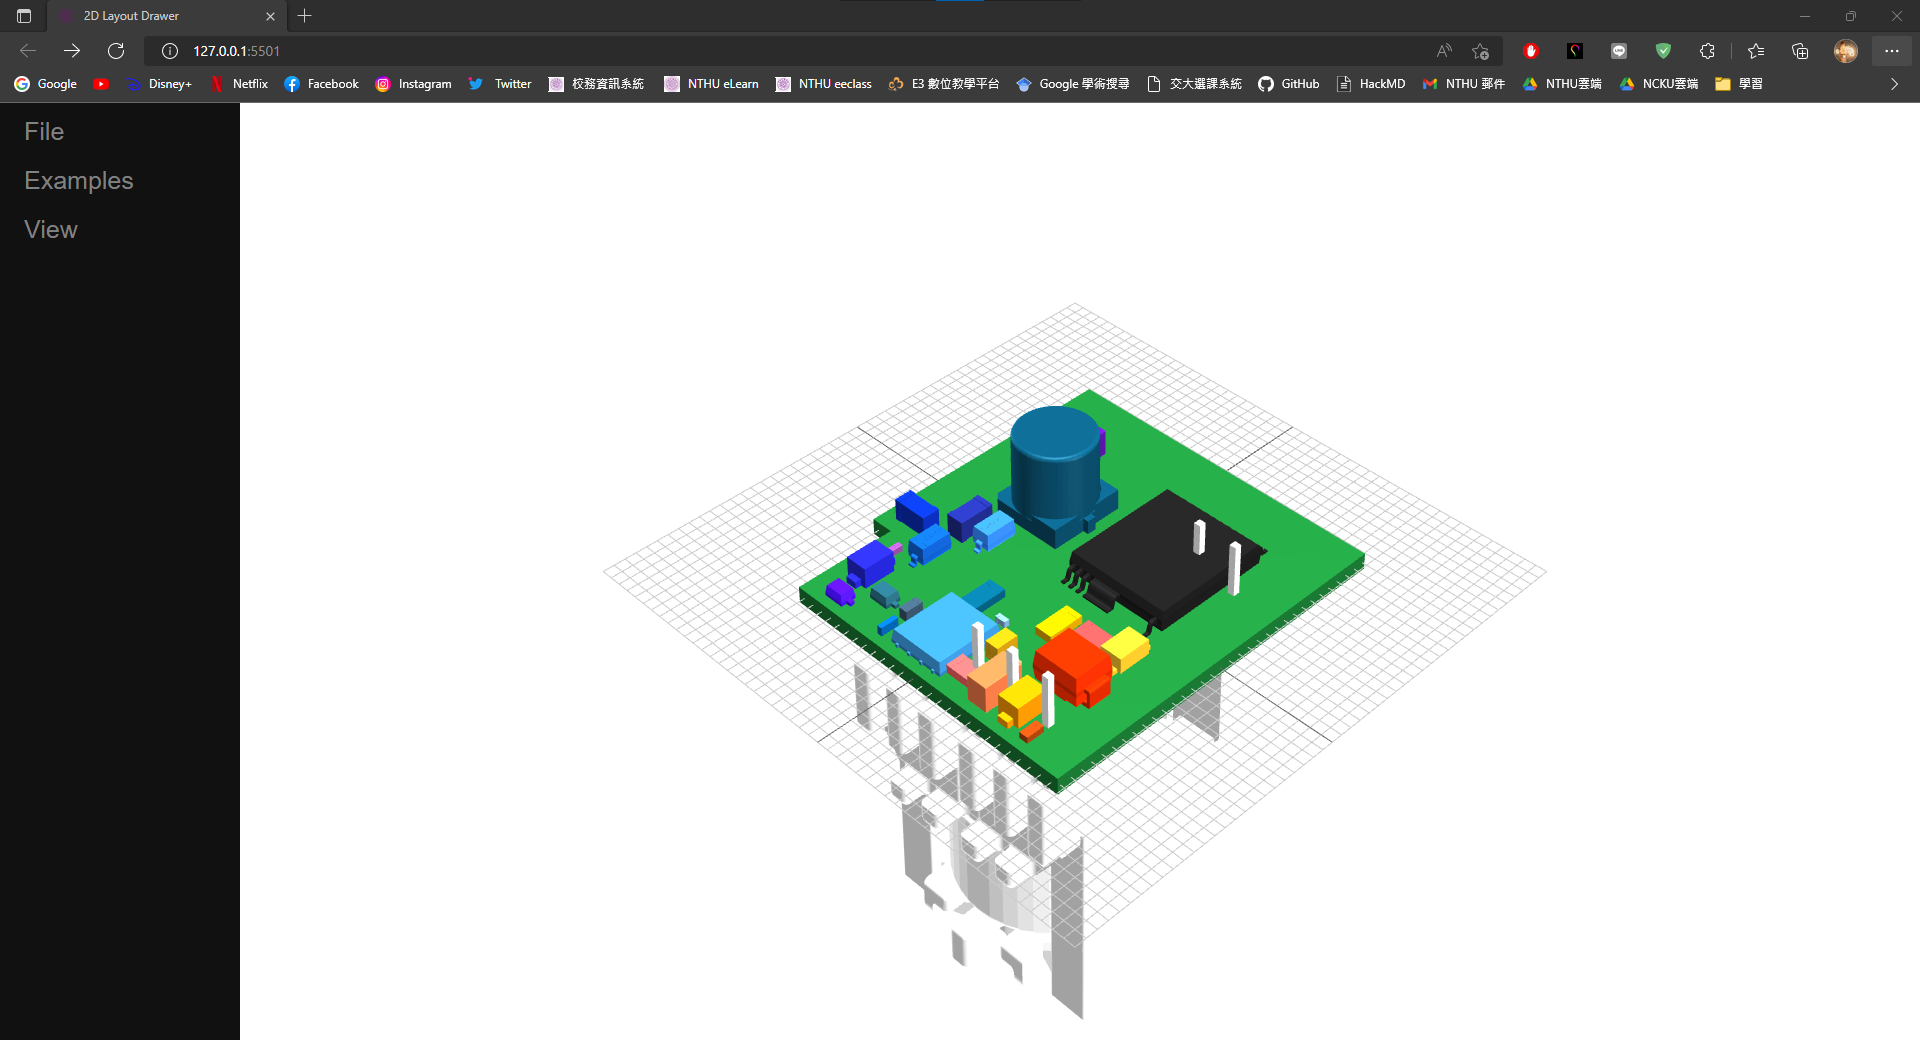 2D Layout Drawer
127.0.0.1:5501
Google Disney+ Netflix Facebook Instagram Twitter 校務資訊系統 NTHU eLearn NTHU eeclass E3 數位教學平台 Google 學術搜尋 交大選課系統 GitHub HackMD NTHU 郵件 NTHU雲端 NCKU雲端 學習
File
Examples
View